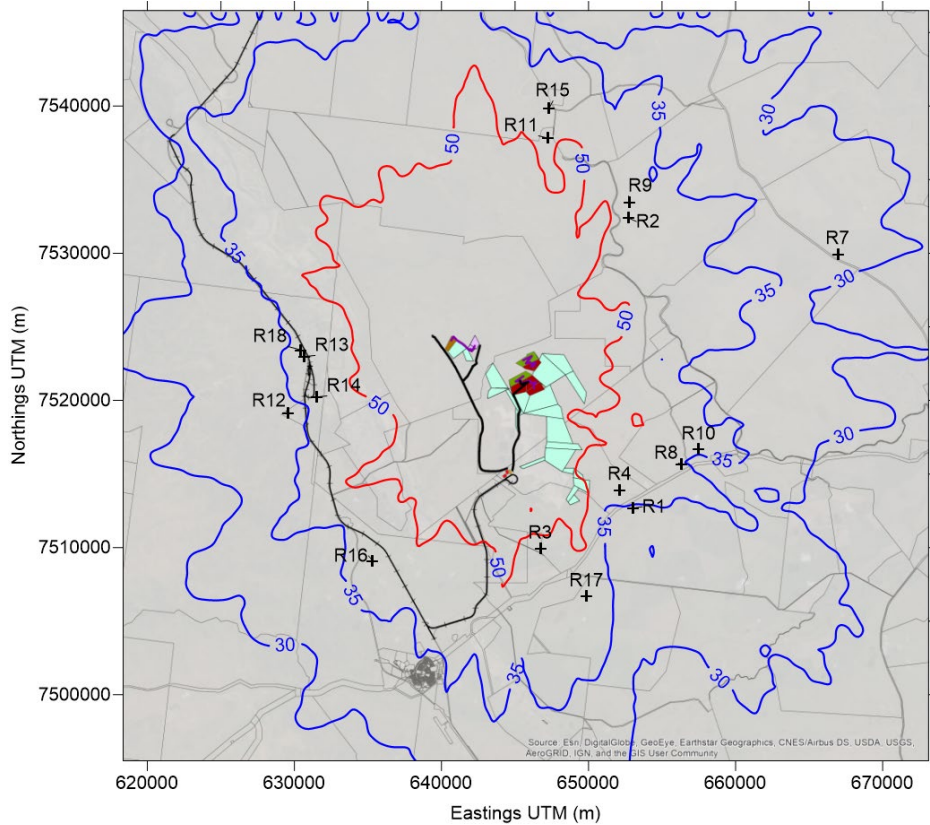 R15
7540000
30
35
R11
50
50
R9
R2
R7
7530000
35
30
35
50
R18
R13
R14
7520000
R12
50
30
R10
R8
35
R4
R1
35
R3
7510000
50
R16
35
R17
30
35
30
7500000
Source: Esri, DigitalGlobe, GeoEye, Earthstar Geographics, CNES/Airbus DS, USDA, USGS,
AeroGRID, IGN, and the GIS User Community
620000 630000 640000 650000 660000 670000
Eastings UTM (m)
Northings UTM (m)